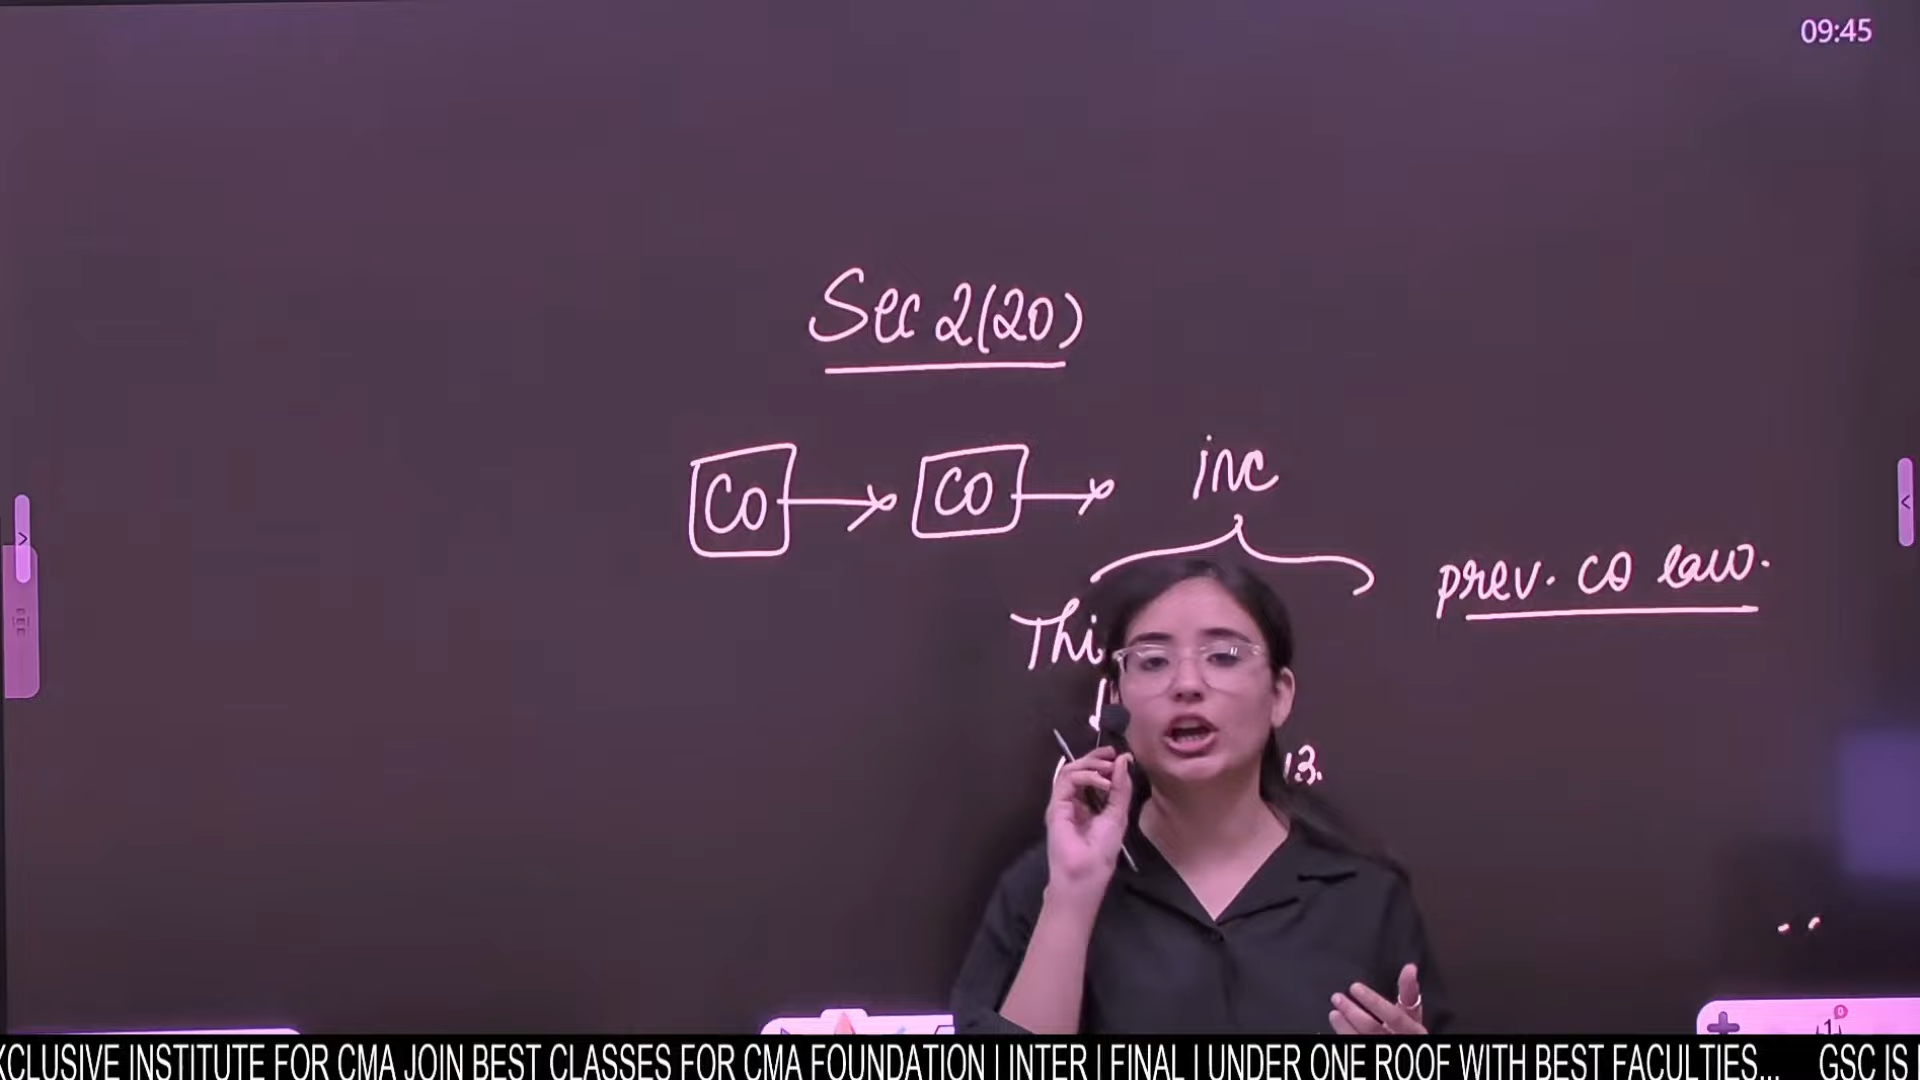 09:45
Sec 2(20)
Co → Co → inc
prev. co law.
Thi
13.
XCLUSIVE INSTITUTE FOR CMA JOIN BEST CLASSES FOR CMA FOUNDATION | INTER | FINAL | UNDER ONE ROOF WITH BEST FACULTIES... GSC IS